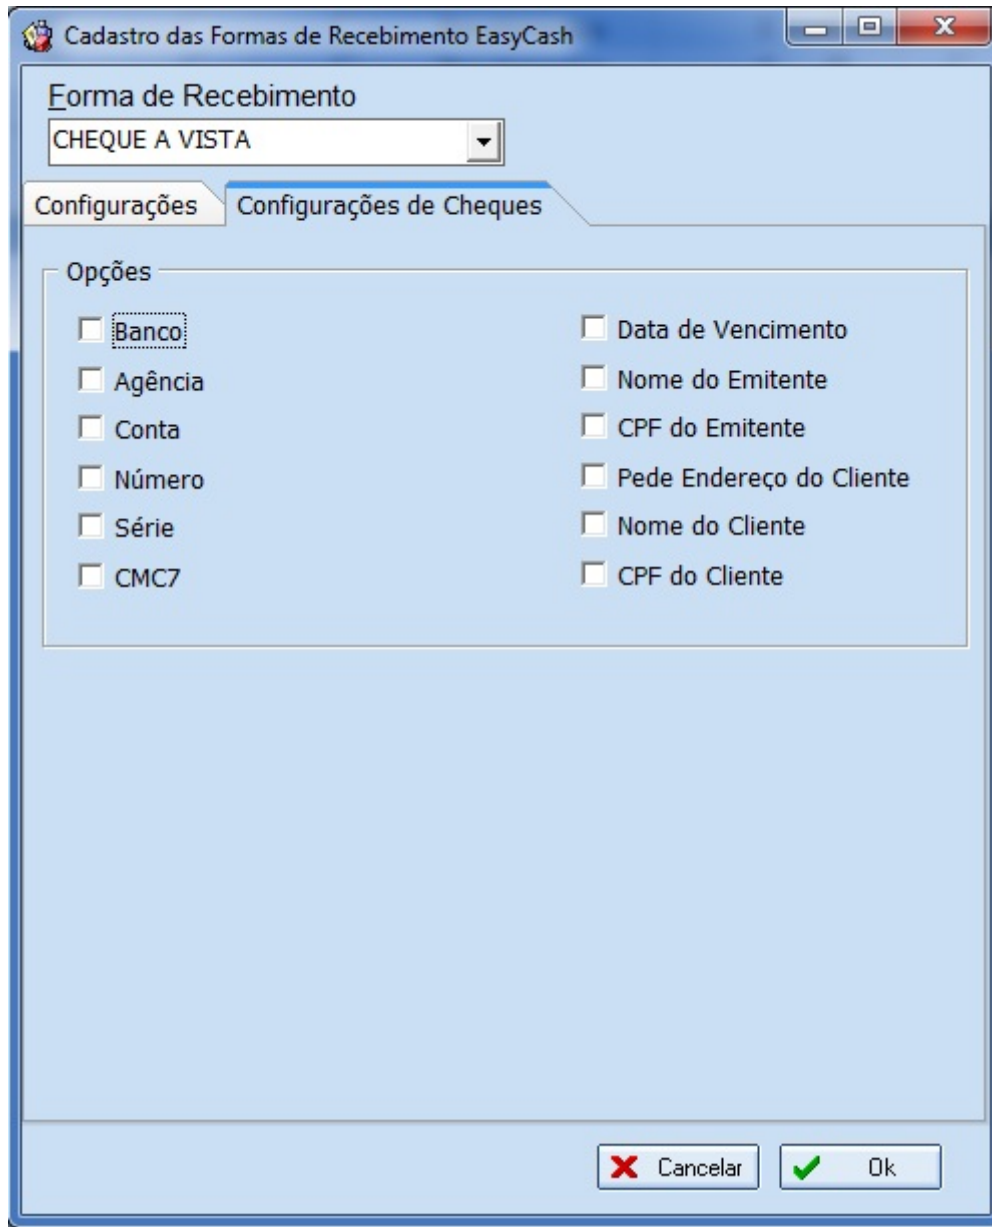 Cadastro das Formas de Recebimento EasyCash
Forma de Recebimento
CHEQUE A VISTA
Configurações
Configurações de Cheques
Opções
Banco
Agência
Conta
Número
Série
CMC7
Data de Vencimento
Nome do Emitente
CPF do Emitente
Pede Endereço do Cliente
Nome do Cliente
CPF do Cliente
Cancelar
Ok